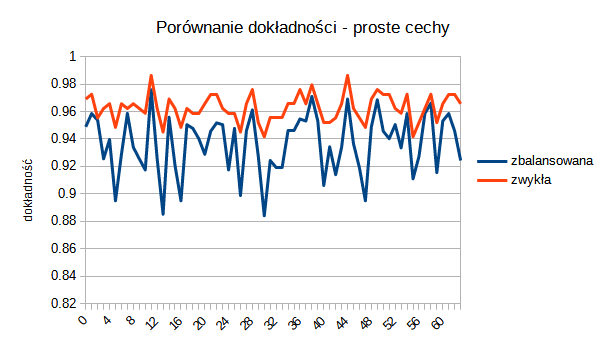 Porównanie dokładności - proste cechy
1
0.98
0.96
0.94
0.92
0.9
0.88
0.86
0.84
0.82
dokładność
0 4 8 12 16 20 24 28 32 36 40 44 48 52 56 60
zbalansowana
zwykła